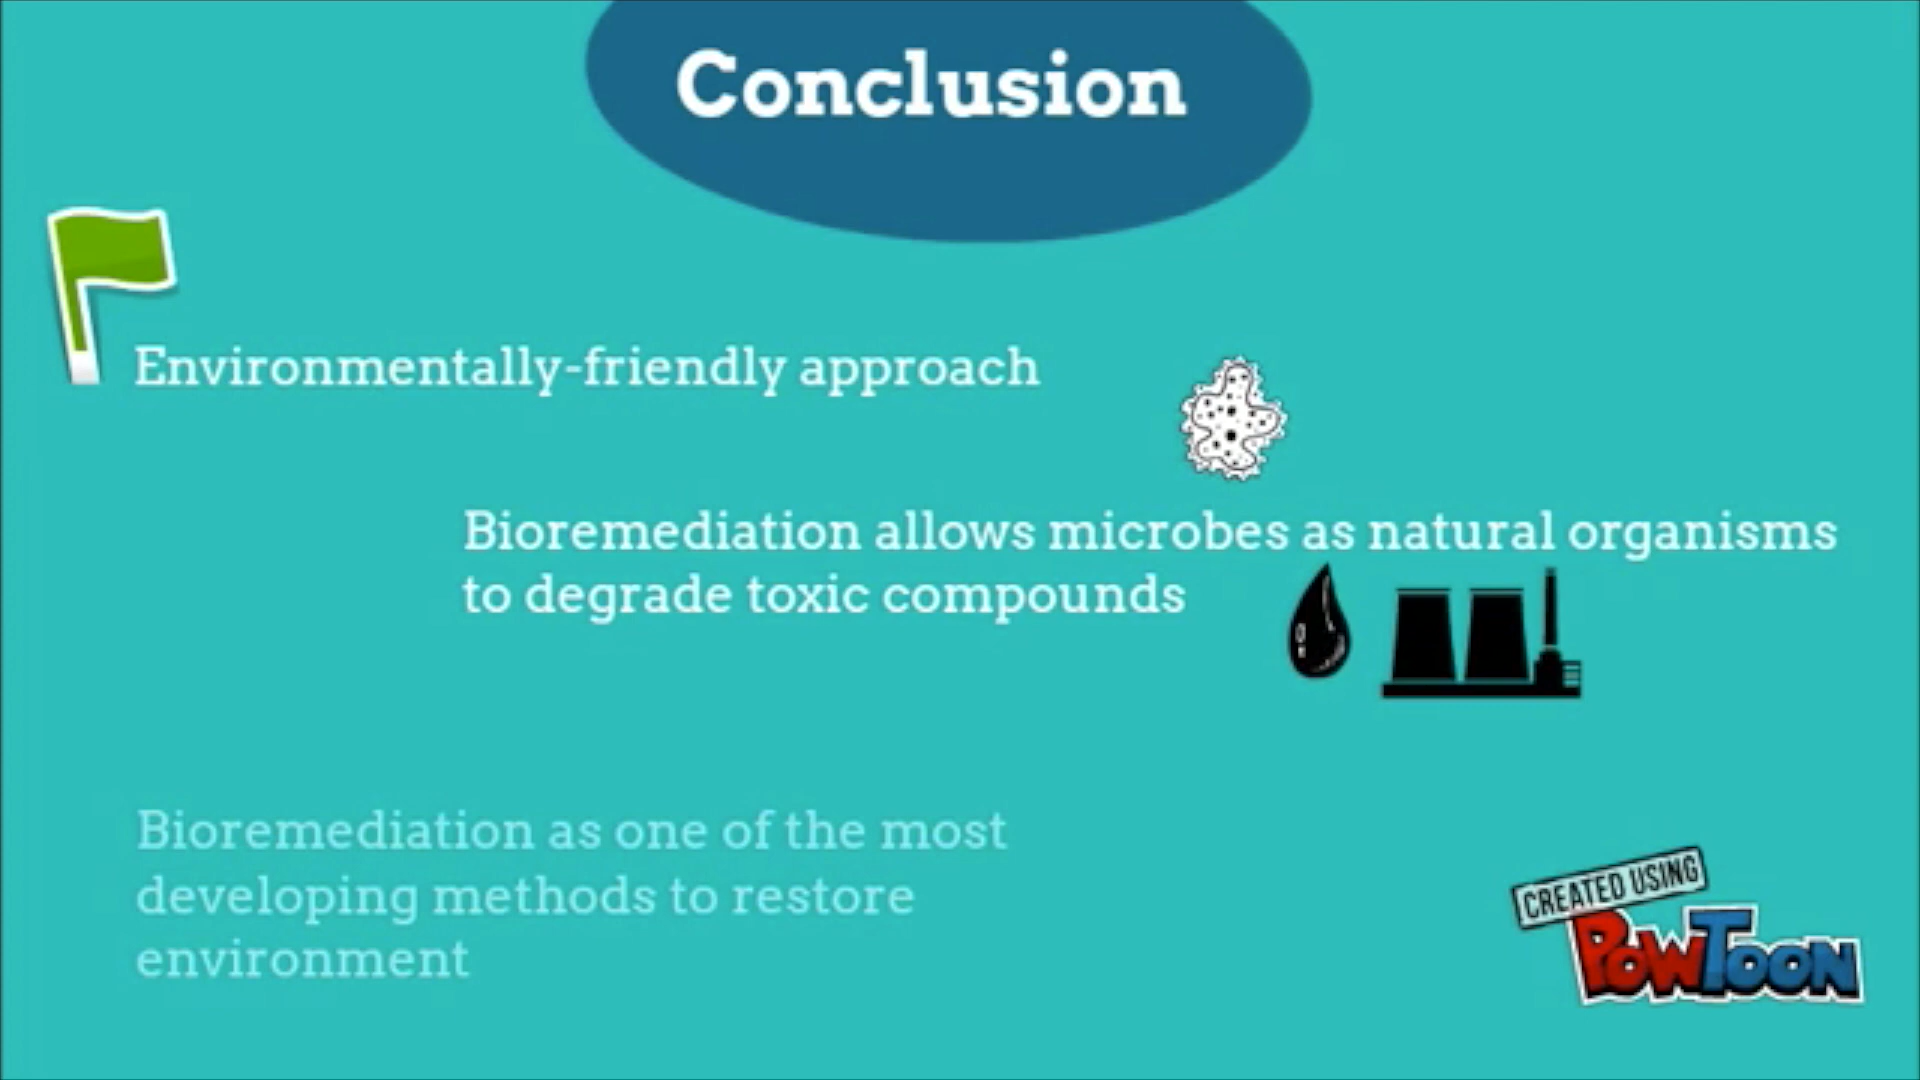 Conclusion
Environmentally-friendly approach
Bioremediation allows microbes as natural organisms
to degrade toxic compounds
Bioremediation as one of the most
developing methods to restore
environment
CREATED USING
POWTOON